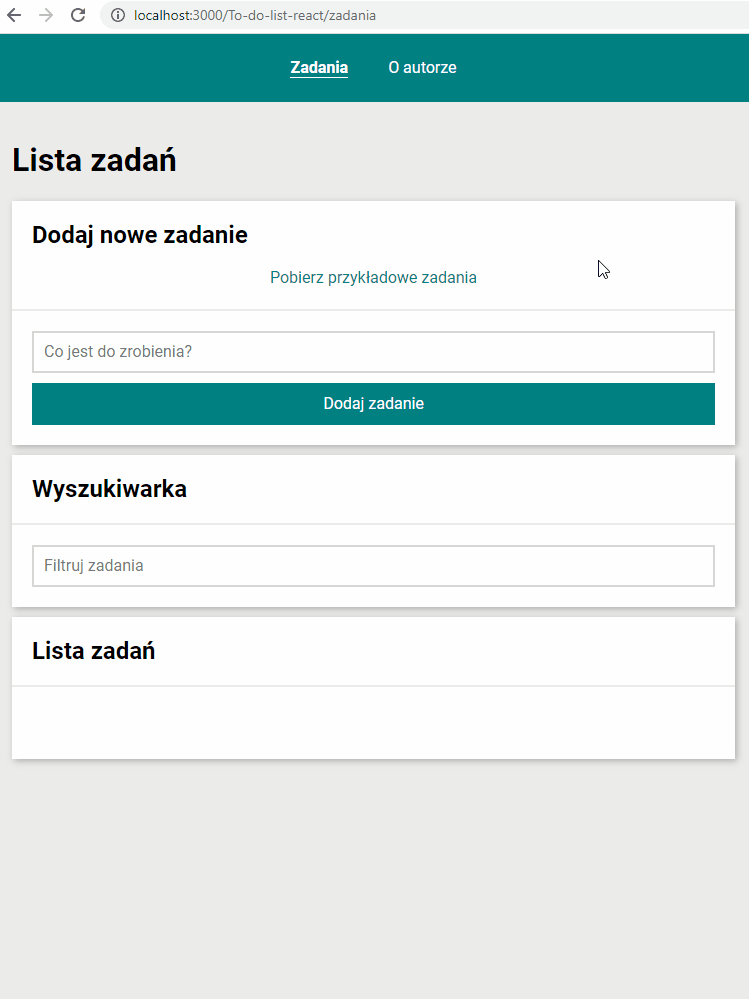 localhost:3000/To-do-list-react/zadania
Zadania O autorze
Lista zadań
Dodaj nowe zadanie
Pobierz przykładowe zadania
Co jest do zrobienia?
Dodaj zadanie
Wyszukiwarka
Filtruj zadania
Lista zadań